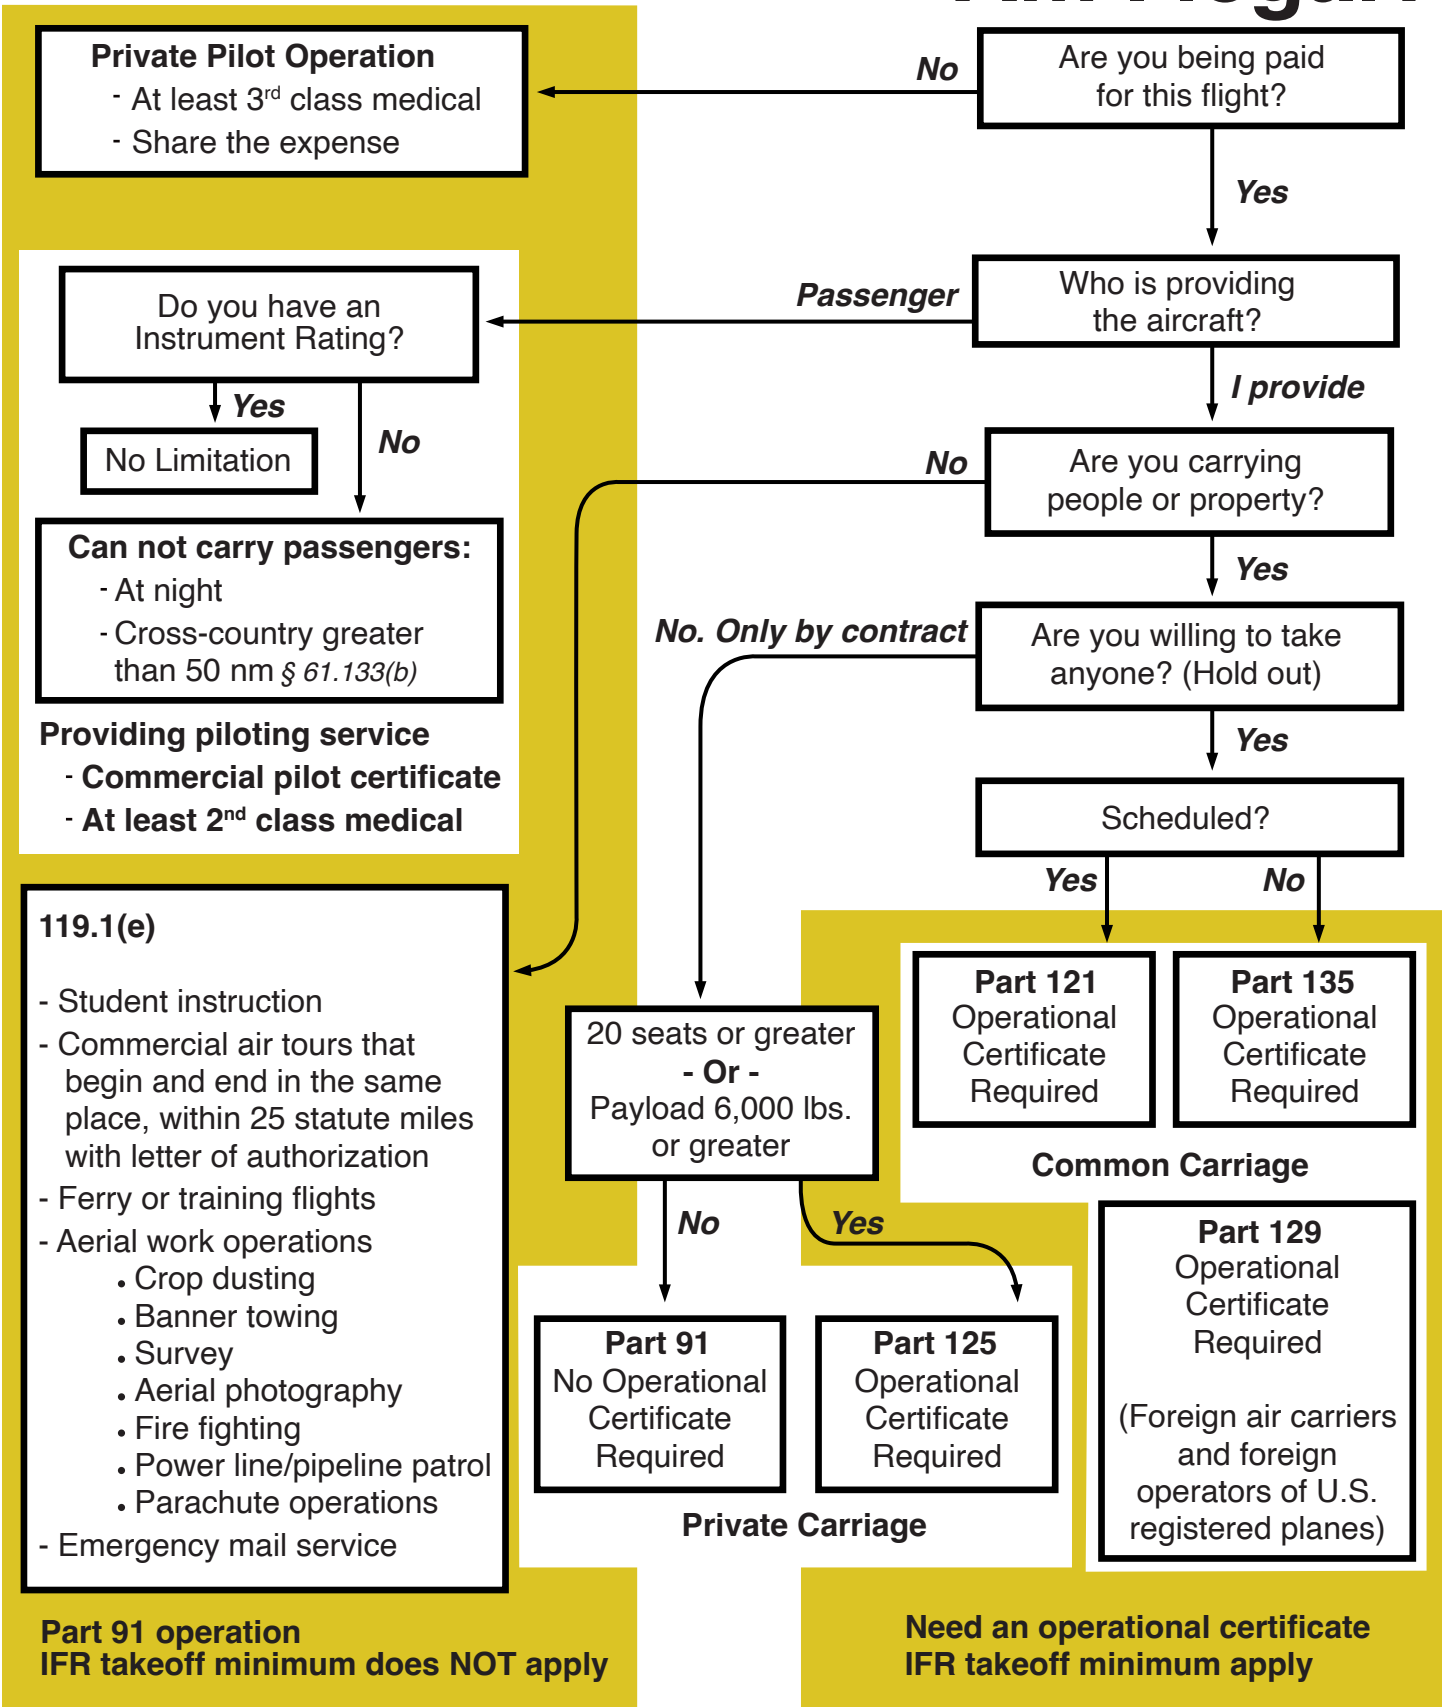 Private Pilot Operation
- At least 3rd class medical
- Share the expense
No
Are you being paid
for this flight?
Yes
Do you have an
Instrument Rating?
Passenger
Who is providing
the aircraft?
Yes
No
I provide
No Limitation
No
Are you carrying
people or property?
Can not carry passengers:
- At night
- Cross-country greater
than 50 nm § 61.133(b)
Yes
No. Only by contract
Are you willing to take
anyone? (Hold out)
Providing piloting service
- Commercial pilot certificate
- At least 2nd class medical
Yes
Scheduled?
Yes
No
119.1(e)
- Student instruction
- Commercial air tours that
begin and end in the same
place, within 25 statute miles
with letter of authorization
- Ferry or training flights
- Aerial work operations
• Crop dusting
• Banner towing
• Survey
• Aerial photography
• Fire fighting
• Power line/pipeline patrol
• Parachute operations
- Emergency mail service
20 seats or greater
- Or -
Payload 6,000 lbs.
or greater
Part 121
Operational
Certificate
Required
Part 135
Operational
Certificate
Required
Common Carriage
No
Yes
Part 129
Operational
Certificate
Required
(Foreign air carriers
and foreign
operators of U.S.
registered planes)
Part 91
No Operational
Certificate
Required
Part 125
Operational
Certificate
Required
Private Carriage
Part 91 operation
IFR takeoff minimum does NOT apply
Need an operational certificate
IFR takeoff minimum apply